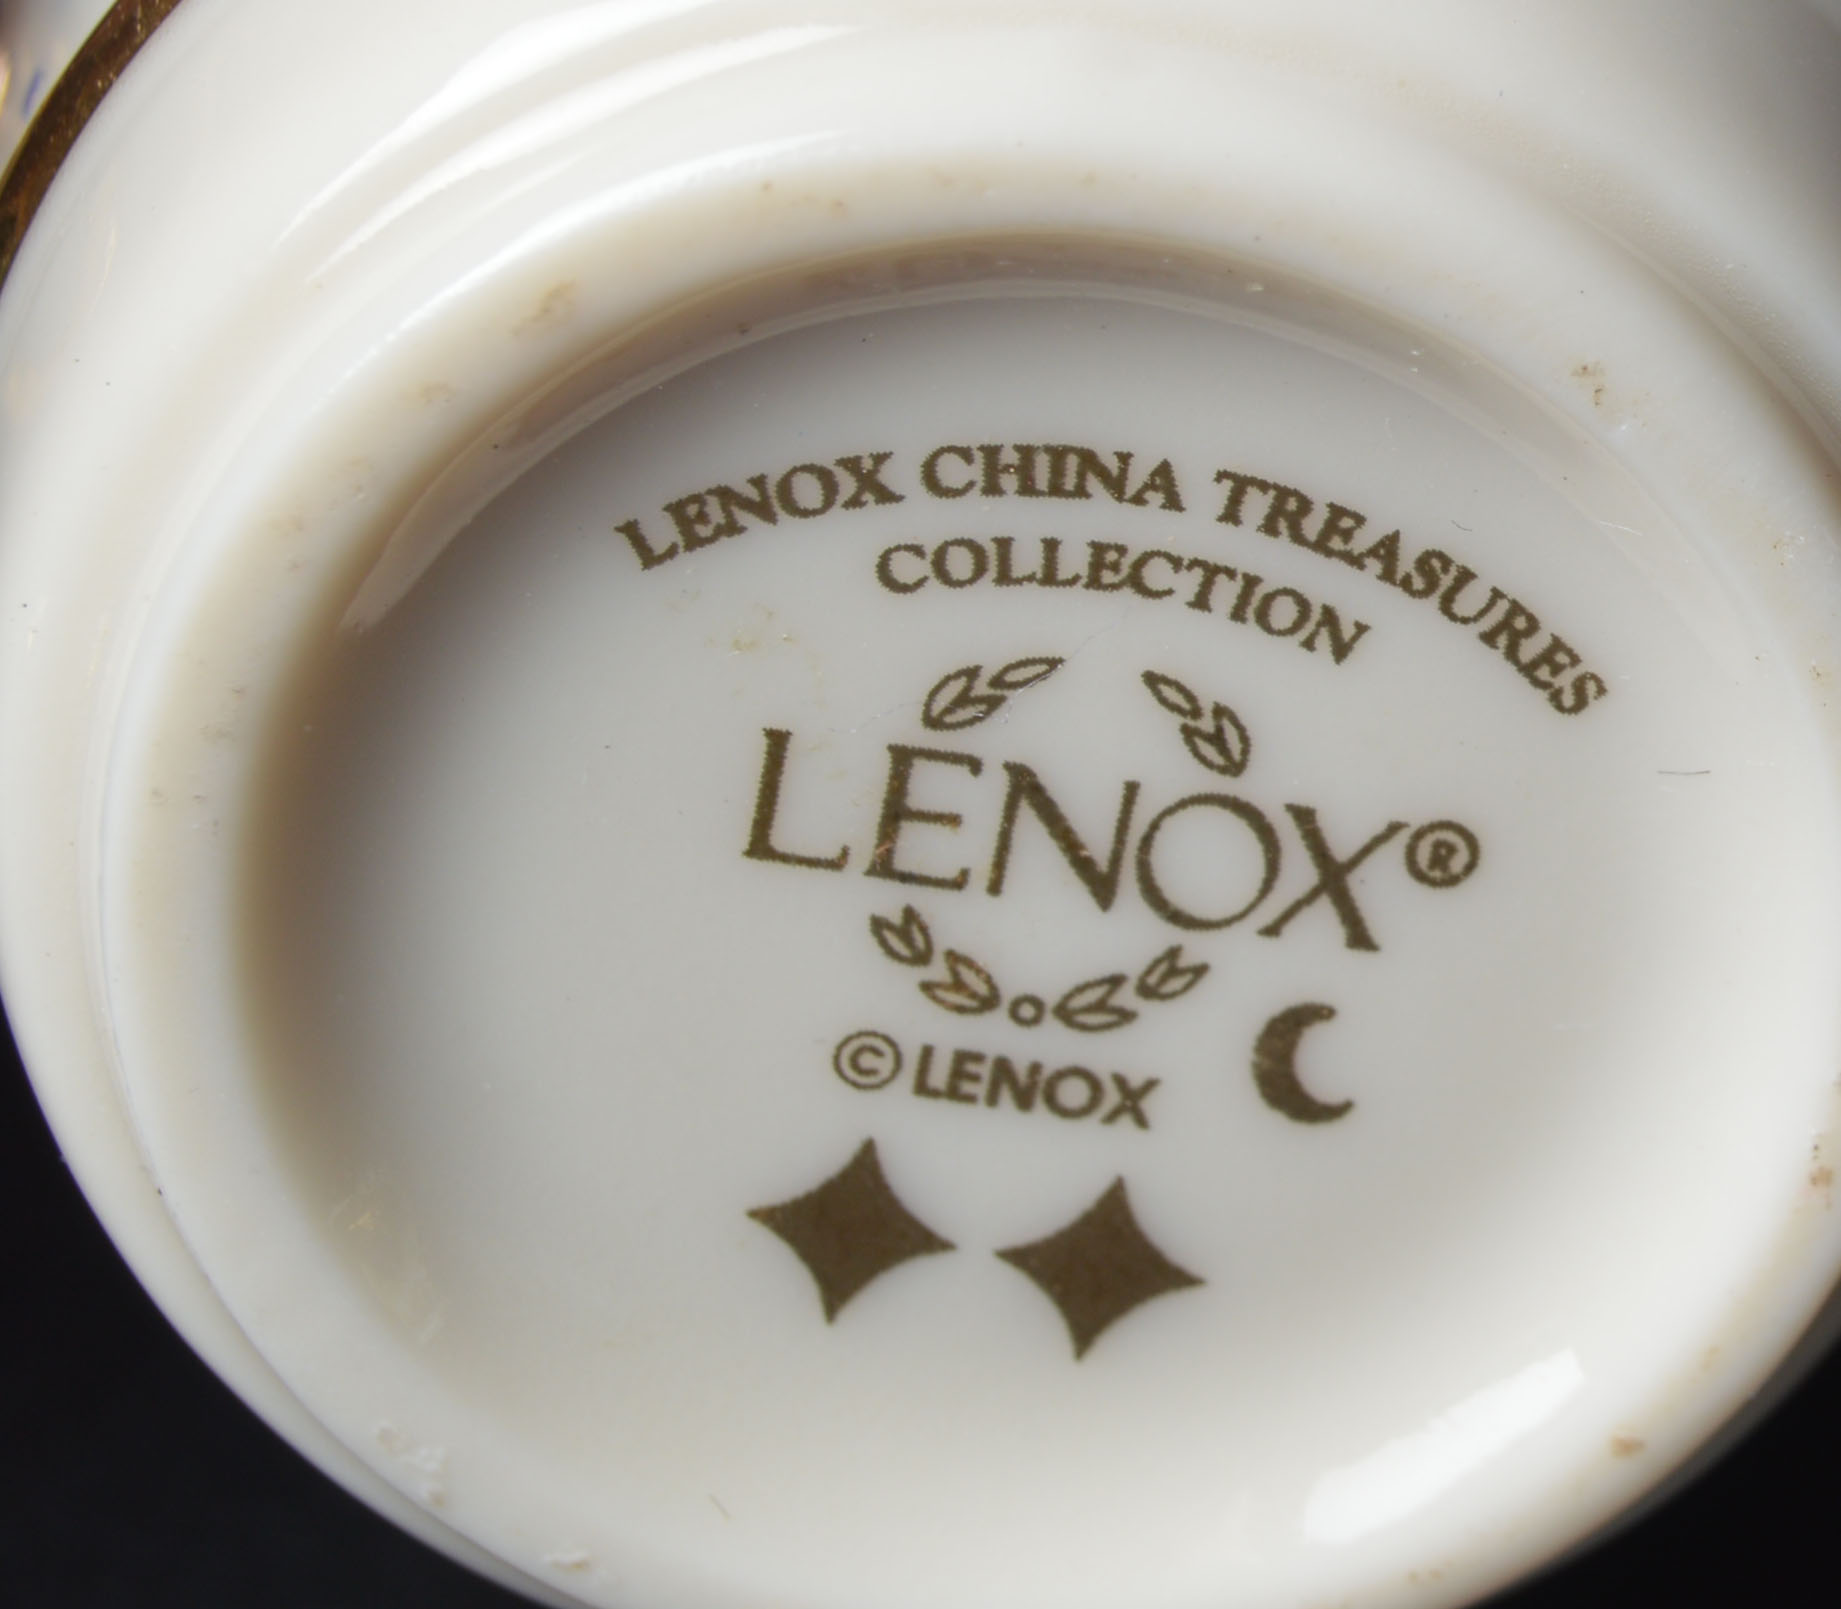 LENOX CHINA TREASURES
COLLECTION
LENOX®
© LENOX